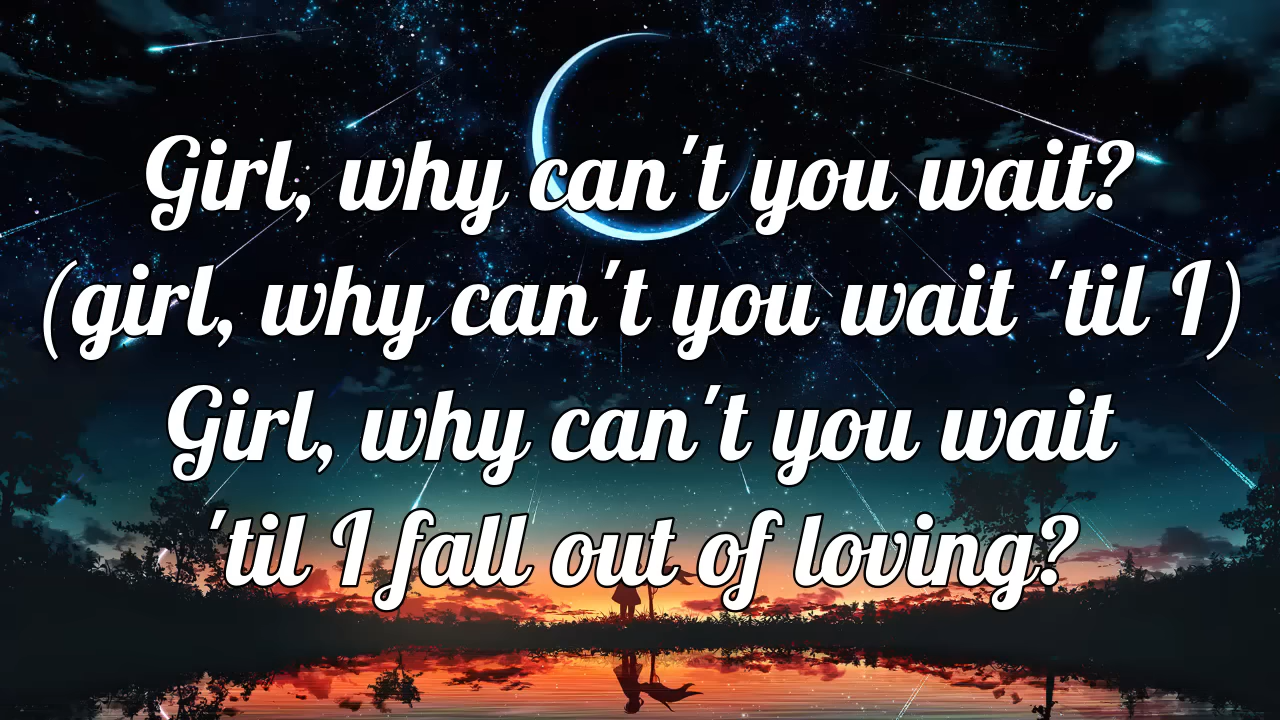 Girl, why can't you wait?
(girl, why can't you wait 'til I)
Girl, why can't you wait
'til I fall out of loving?